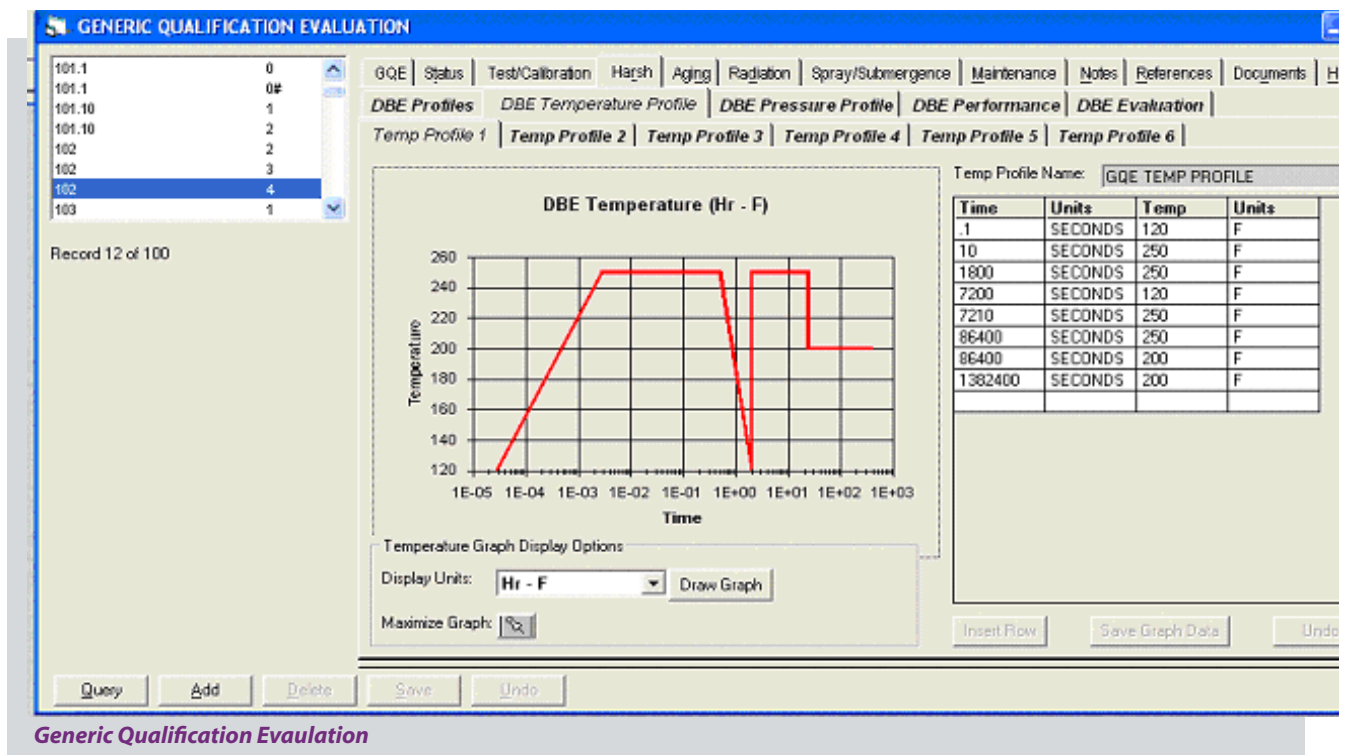 GENERIC QUALIFICATION EVALUATION
101.1 0
101.1 0#
101.10 1
101.10 2
102 2
102 3
102 4
103 1
Record 12 of 100
GQE Status Test/Calibration Harsh Aging Radiation Spray/Submergence Maintenance Notes References Documents H
DBE Profiles DBE Temperature Profile DBE Pressure Profile DBE Performance DBE Evaluation
Temp Profile 1 Temp Profile 2 Temp Profile 3 Temp Profile 4 Temp Profile 5 Temp Profile 6
DBE Temperature (Hr - F)
Temperature
260
240
220
200
180
160
140
120
1E-05 1E-04 1E-03 1E-02 1E-01 1E+00 1E+01 1E+02 1E+03
Time
Temperature Graph Display Options
Display Units: Hr - F Draw Graph
Maximize Graph:
Temp Profile Name: GQE TEMP PROFILE
Time Units Temp Units
.1 SECONDS 120 F
10 SECONDS 250 F
1800 SECONDS 250 F
7200 SECONDS 120 F
7210 SECONDS 250 F
86400 SECONDS 250 F
86400 SECONDS 200 F
1382400 SECONDS 200 F
Insert Row Save Graph Data Undo
Query Add Delete Save Undo
Generic Qualification Evaulation